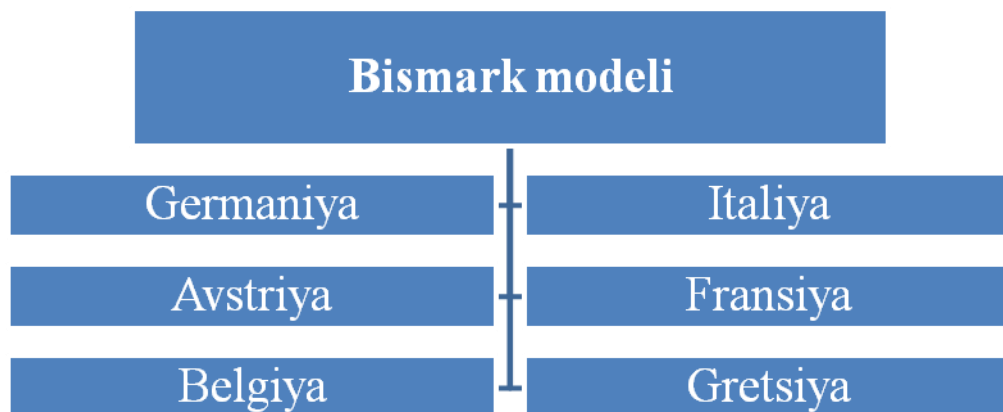 Bismark modeli
Germaniya
Italiya
Avstriya
Fransiya
Belgiya
Gretsiya